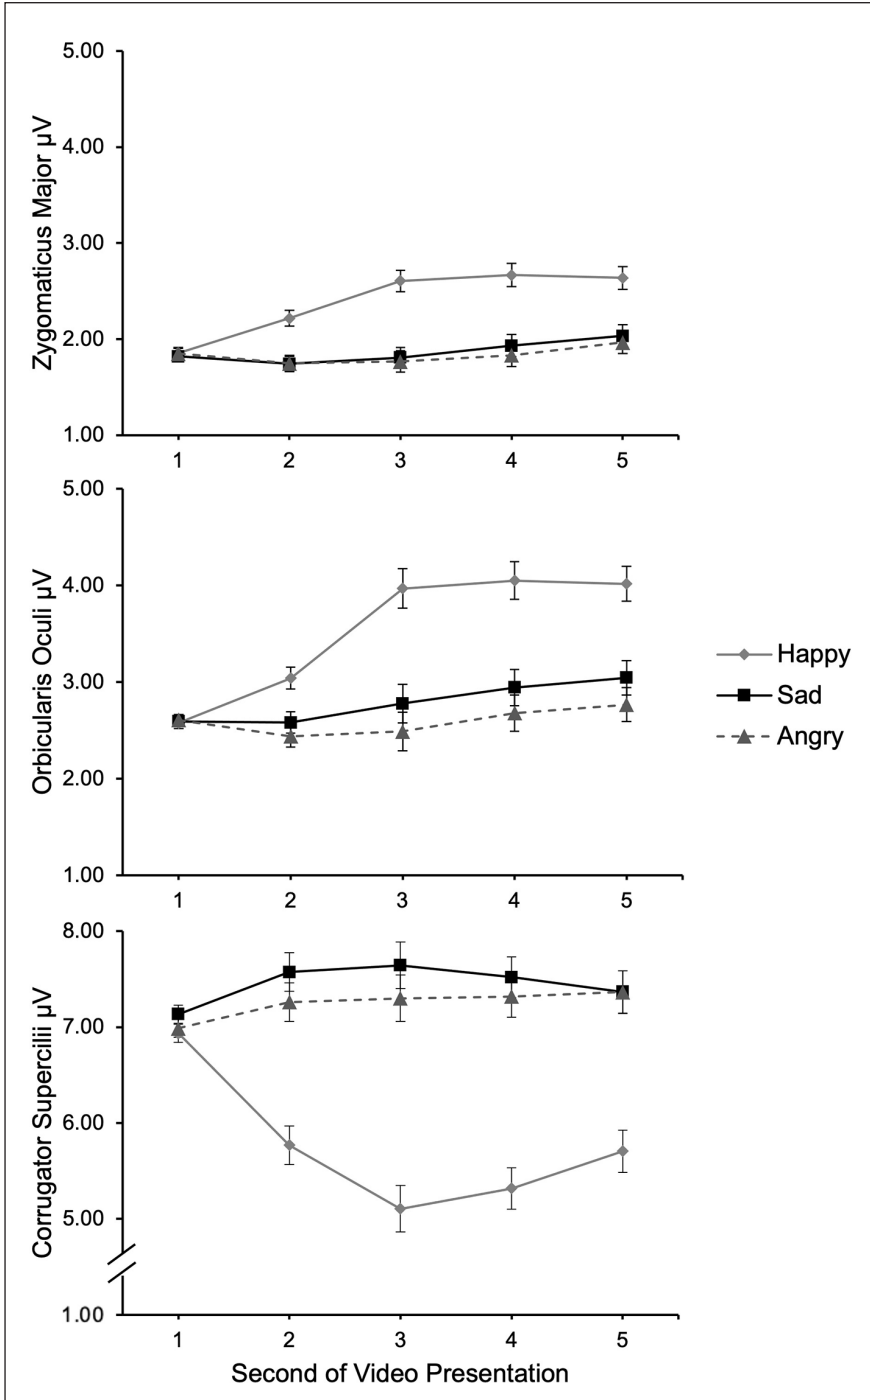 Zygomaticus Major µV
5.00
4.00
3.00
2.00
1.00
1 2 3 4 5
Orbicularis Oculi µV
5.00
4.00
3.00
2.00
1.00
1 2 3 4 5
Happy
Sad
Angry
Corrugator Supercilii µV
8.00
7.00
6.00
5.00
1.00
1 2 3 4 5
Second of Video Presentation